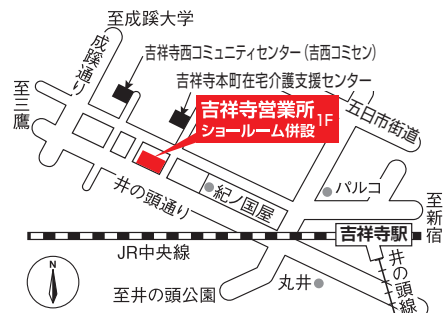 至成蹊大学
成蹊通り
吉祥寺西コミュニティセンター(吉西コミセン)
吉祥寺本町在宅介護支援センター
至三鷹
吉祥寺営業所1F
ショールーム併設
五日市街道
井の頭通り
紀ノ国屋
パルコ
至新宿
吉祥寺駅
JR中央線
井の頭線
N
至井の頭公園
丸井